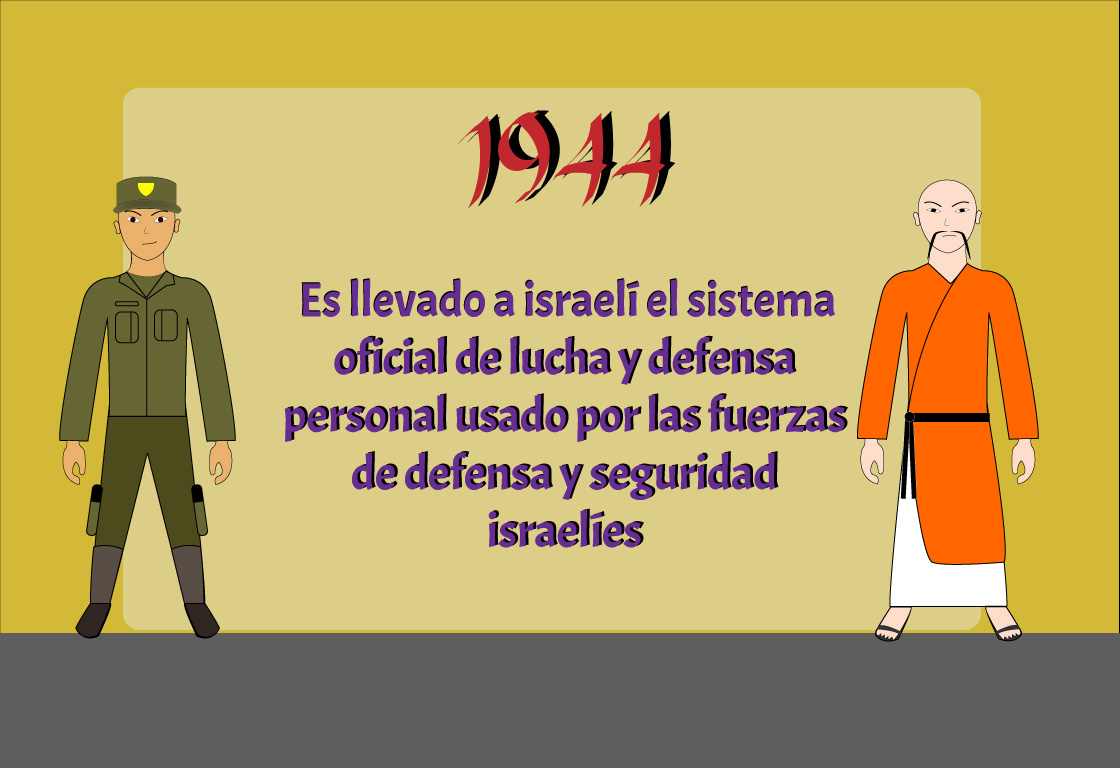 1944
Es llevado a israelí el sistema
oficial de lucha y defensa
personal usado por las fuerzas
de defensa y seguridad
israelíes